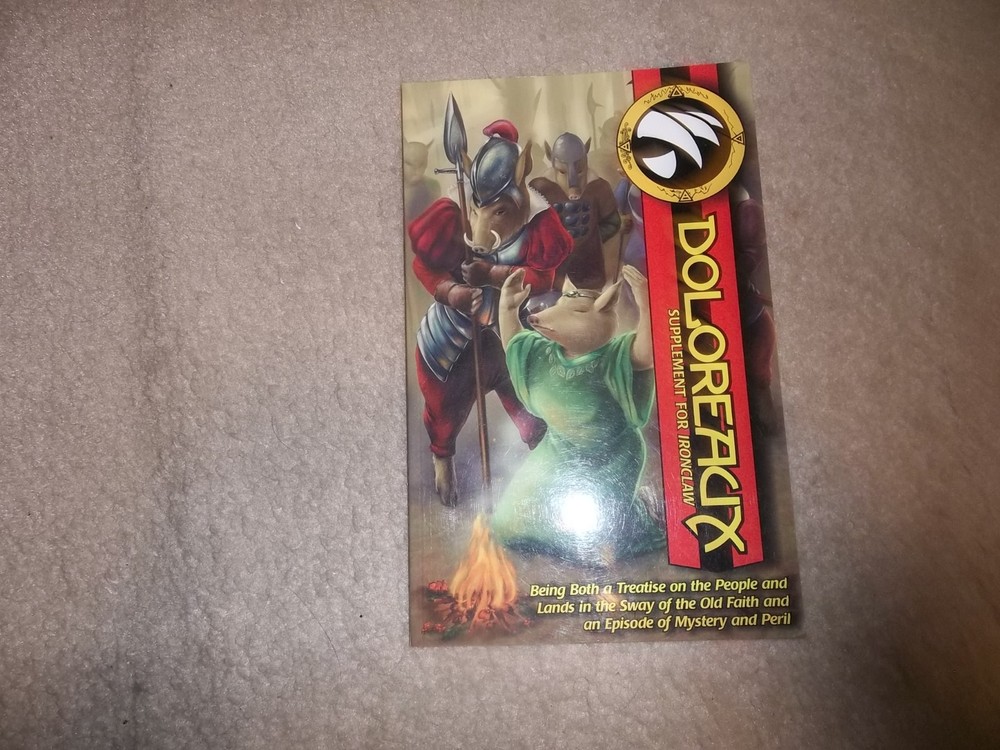 DOLOREAUX
SUPPLEMENT FOR IRONCLAW
Being Both a Treatise on the People and
Lands in the Sway of the Old Faith and
an Episode of Mystery and Peril